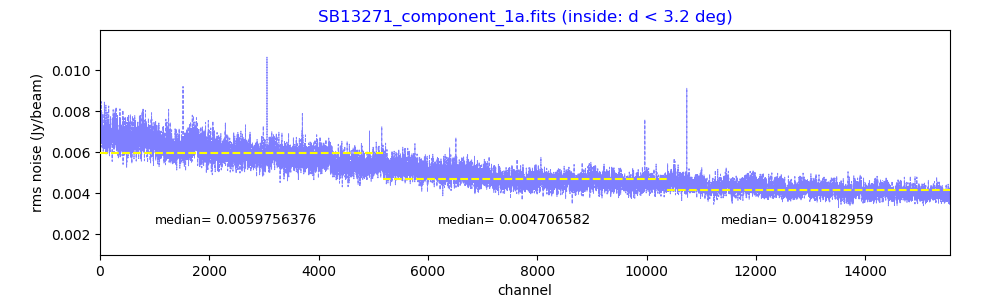 SB13271_component_1a.fits (inside: d < 3.2 deg)
rms noise (Jy/beam)
0.010
0.008
0.006
0.004
0.002
median= 0.0059756376
median= 0.004706582
median= 0.004182959
0 2000 4000 6000 8000 10000 12000 14000
channel